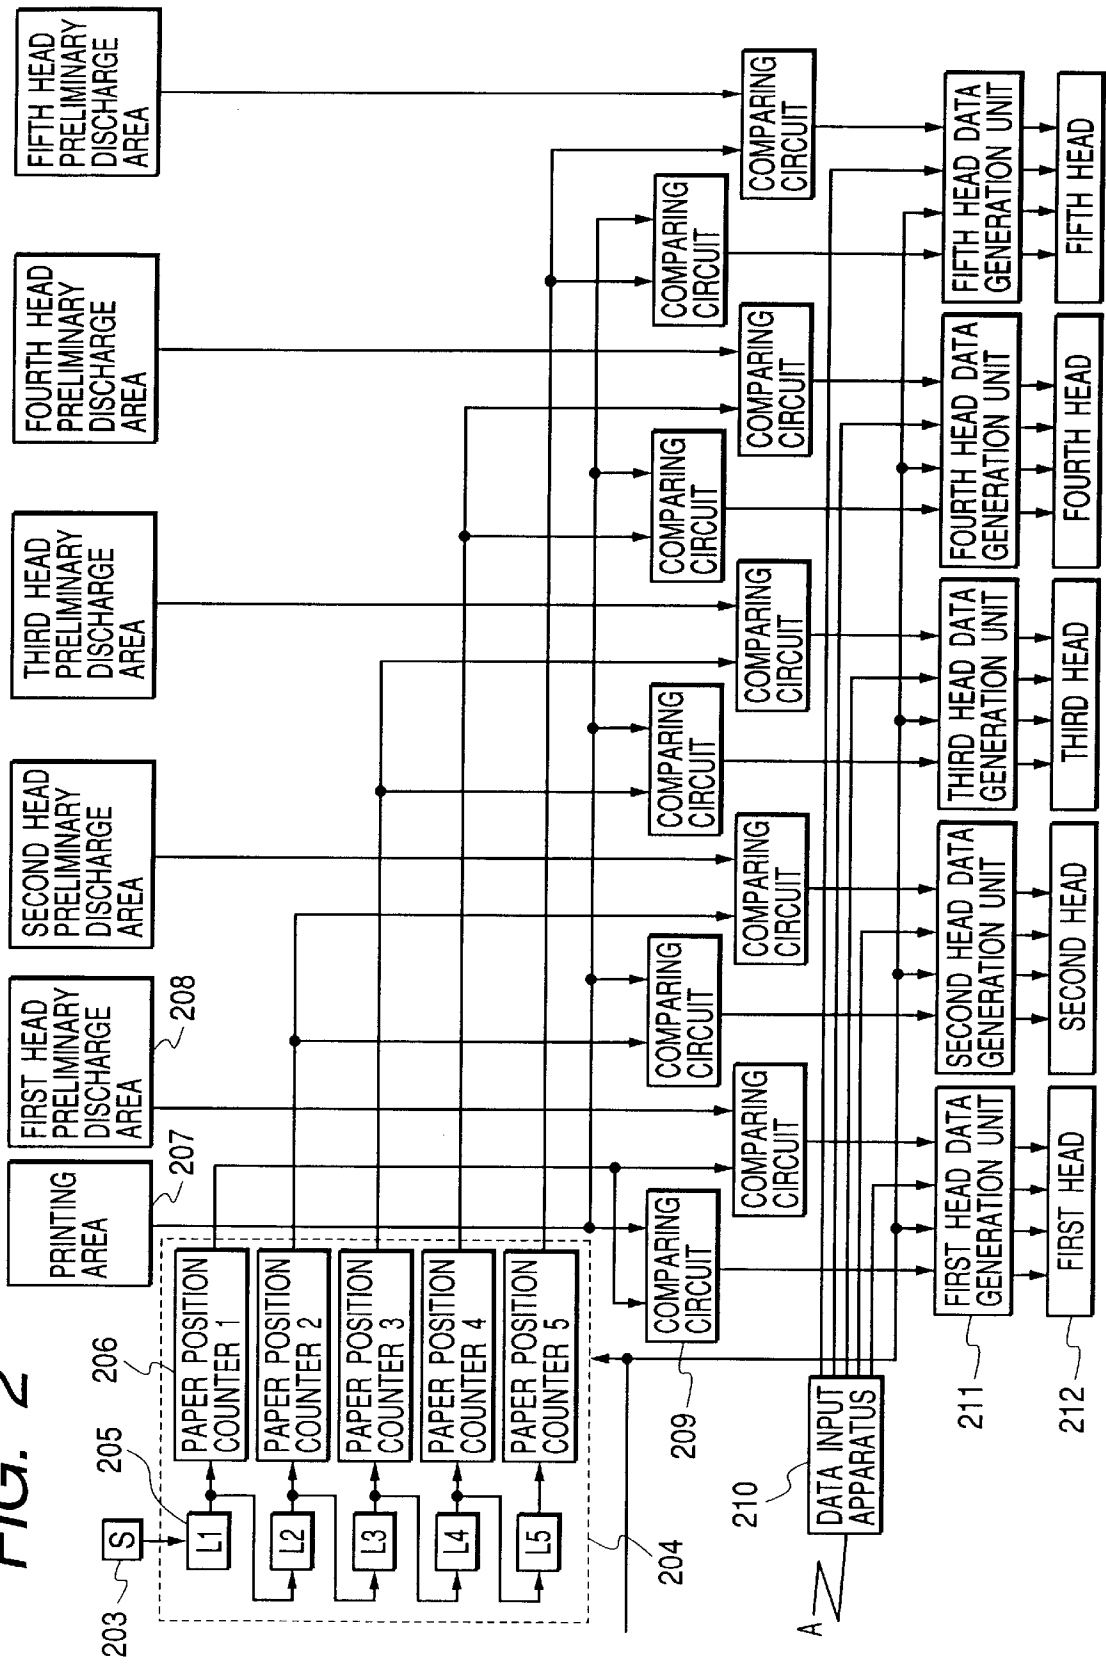 FIG. 2
203
S
205
206
L1
L2
L3
L4
L5
PAPER POSITION
COUNTER 1
PAPER POSITION
COUNTER 2
PAPER POSITION
COUNTER 3
PAPER POSITION
COUNTER 4
PAPER POSITION
COUNTER 5
204
PRINTING
AREA
207
FIRST HEAD
PRELIMINARY
DISCHARGE
AREA
208
SECOND HEAD
PRELIMINARY
DISCHARGE
AREA
THIRD HEAD
PRELIMINARY
DISCHARGE
AREA
FOURTH HEAD
PRELIMINARY
DISCHARGE
AREA
FIFTH HEAD
PRELIMINARY
DISCHARGE
AREA
COMPARING
CIRCUIT
209
COMPARING
CIRCUIT
COMPARING
CIRCUIT
COMPARING
CIRCUIT
COMPARING
CIRCUIT
COMPARING
CIRCUIT
COMPARING
CIRCUIT
COMPARING
CIRCUIT
COMPARING
CIRCUIT
COMPARING
CIRCUIT
A
210
DATA INPUT
APPARATUS
211
FIRST HEAD DATA
GENERATION UNIT
SECOND HEAD DATA
GENERATION UNIT
THIRD HEAD DATA
GENERATION UNIT
FOURTH HEAD DATA
GENERATION UNIT
FIFTH HEAD DATA
GENERATION UNIT
212
FIRST HEAD
SECOND HEAD
THIRD HEAD
FOURTH HEAD
FIFTH HEAD